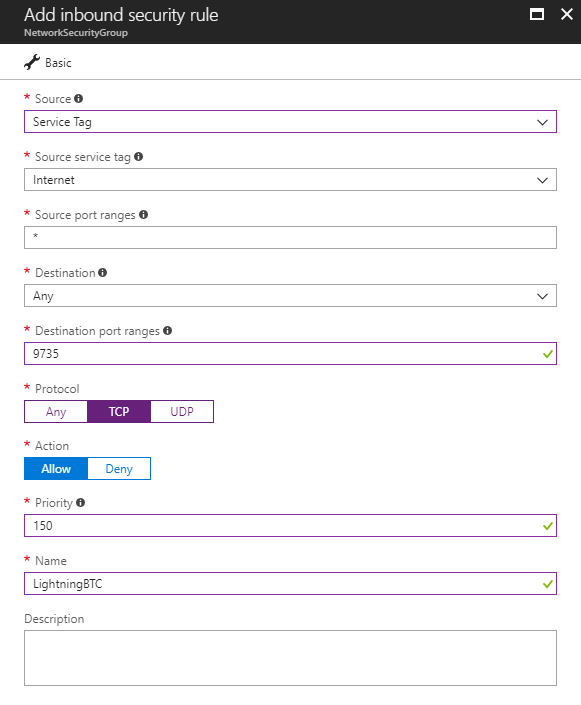 Add inbound security rule
NetworkSecurityGroup
Basic
* Source
Service Tag
* Source service tag
Internet
* Source port ranges
*
* Destination
Any
* Destination port ranges
9735
* Protocol
Any TCP UDP
* Action
Allow Deny
* Priority
150
* Name
LightningBTC
Description